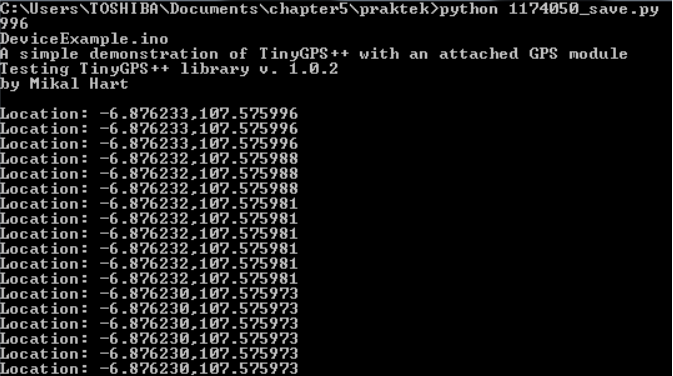 C:\Users\TOSHIBA\Documents\chapter5\praktek>python 1174050_save.py
996
DeviceExample.ino
A simple demonstration of TinyGPS++ with an attached GPS module
Testing TinyGPS++ library v. 1.0.2
by Mikal Hart
Location: -6.876233,107.575996
Location: -6.876233,107.575996
Location: -6.876233,107.575996
Location: -6.876232,107.575988
Location: -6.876232,107.575988
Location: -6.876232,107.575988
Location: -6.876232,107.575981
Location: -6.876232,107.575981
Location: -6.876232,107.575981
Location: -6.876232,107.575981
Location: -6.876232,107.575981
Location: -6.876232,107.575981
Location: -6.876230,107.575973
Location: -6.876230,107.575973
Location: -6.876230,107.575973
Location: -6.876230,107.575973
Location: -6.876230,107.575973
Location: -6.876230,107.575973